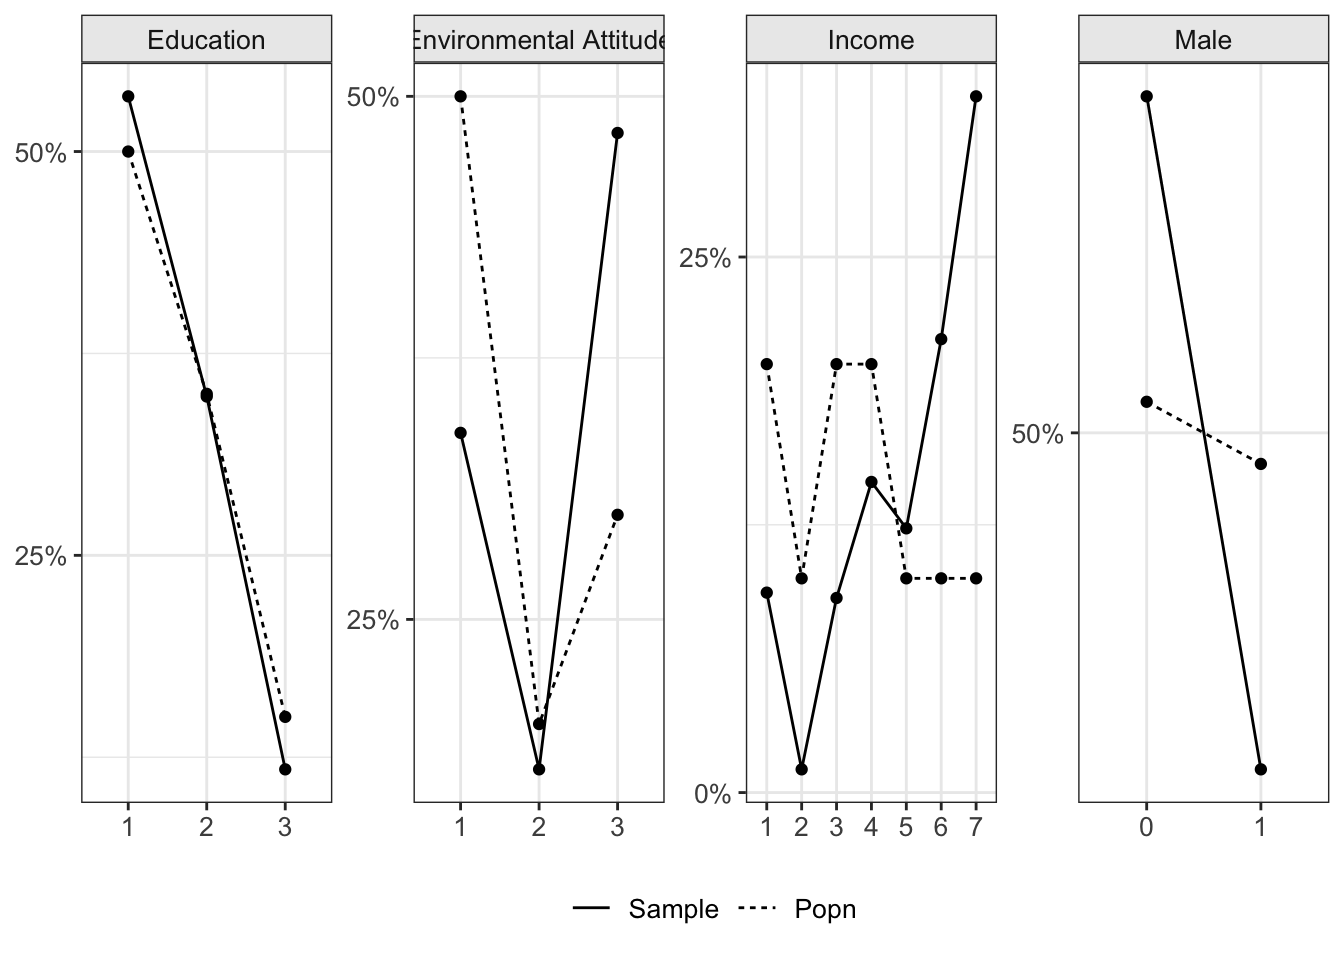 Education
Environmental Attitude
Income
Male
50%
25%
50%
25%
25%
0%
50%
1 2 3
1 2 3
1 2 3 4 5 6 7
0 1
Sample Popn